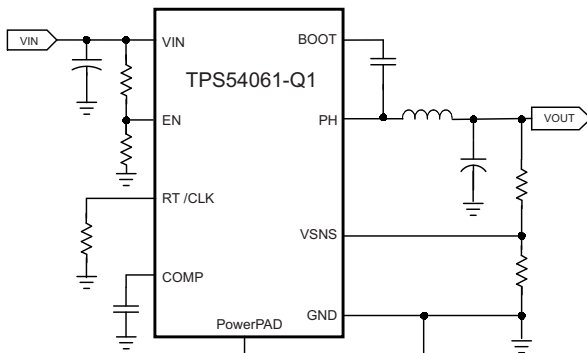 VIN
VIN
BOOT
TPS54061-Q1
EN
PH
VOUT
RT /CLK
VSNS
COMP
GND
PowerPAD